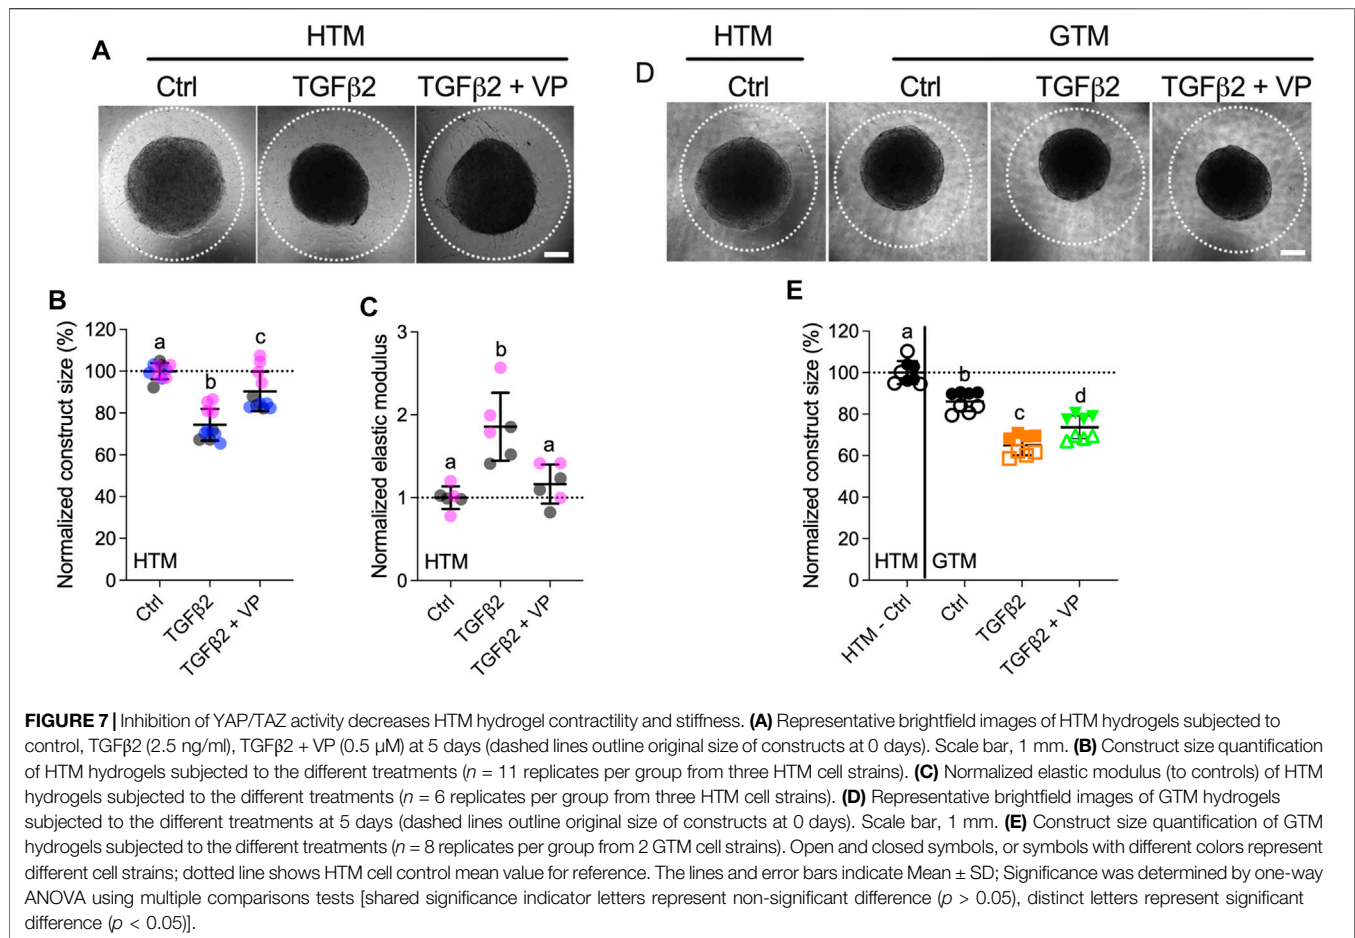 A
HTM
Ctrl
TGFβ2
TGFβ2 + VP
D
HTM
GTM
Ctrl
Ctrl
TGFβ2
TGFβ2 + VP
B
Normalized construct size (%)
120
100
80
60
40
20
0
a
b
c
HTM
Ctrl
TGFβ2
TGFβ2 + VP
C
Normalized elastic modulus
3
2
1
0
a
b
a
HTM
Ctrl
TGFβ2
TGFβ2 + VP
E
Normalized construct size (%)
120
100
80
60
40
20
0
a
b
c
d
HTM
GTM
HTM - Ctrl
Ctrl
TGFβ2
TGFβ2 + VP
FIGURE 7 | Inhibition of YAP/TAZ activity decreases HTM hydrogel contractility and stiffness. (A) Representative brightfield images of HTM hydrogels subjected to
control, TGFβ2 (2.5 ng/ml), TGFβ2 + VP (0.5 μM) at 5 days (dashed lines outline original size of constructs at 0 days). Scale bar, 1 mm. (B) Construct size quantification
of HTM hydrogels subjected to the different treatments (n = 11 replicates per group from three HTM cell strains). (C) Normalized elastic modulus (to controls) of HTM
hydrogels subjected to the different treatments (n = 6 replicates per group from three HTM cell strains). (D) Representative brightfield images of GTM hydrogels
subjected to the different treatments at 5 days (dashed lines outline original size of constructs at 0 days). Scale bar, 1 mm. (E) Construct size quantification of GTM
hydrogels subjected to the different treatments (n = 8 replicates per group from 2 GTM cell strains). Open and closed symbols, or symbols with different colors represent
different cell strains; dotted line shows HTM cell control mean value for reference. The lines and error bars indicate Mean ± SD; Significance was determined by one-way
ANOVA using multiple comparisons tests [shared significance indicator letters represent non-significant difference (p > 0.05), distinct letters represent significant
difference (p < 0.05)].